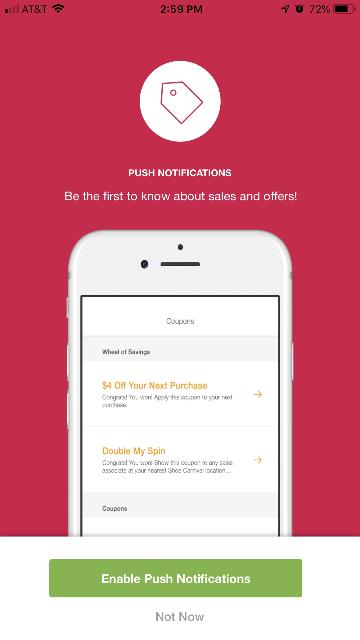 AT&T 2:59 PM 72%
PUSH NOTIFICATIONS
Be the first to know about sales and offers!
Coupons
Wheel of Savings
$4 Off Your Next Purchase
Congrats! You won! Apply this coupon to your next
purchase.
Double My Spin
Congrats! You won! Show this coupon to any sales
associate at your nearest Shoe Carnival location...
Coupons
Enable Push Notifications
Not Now